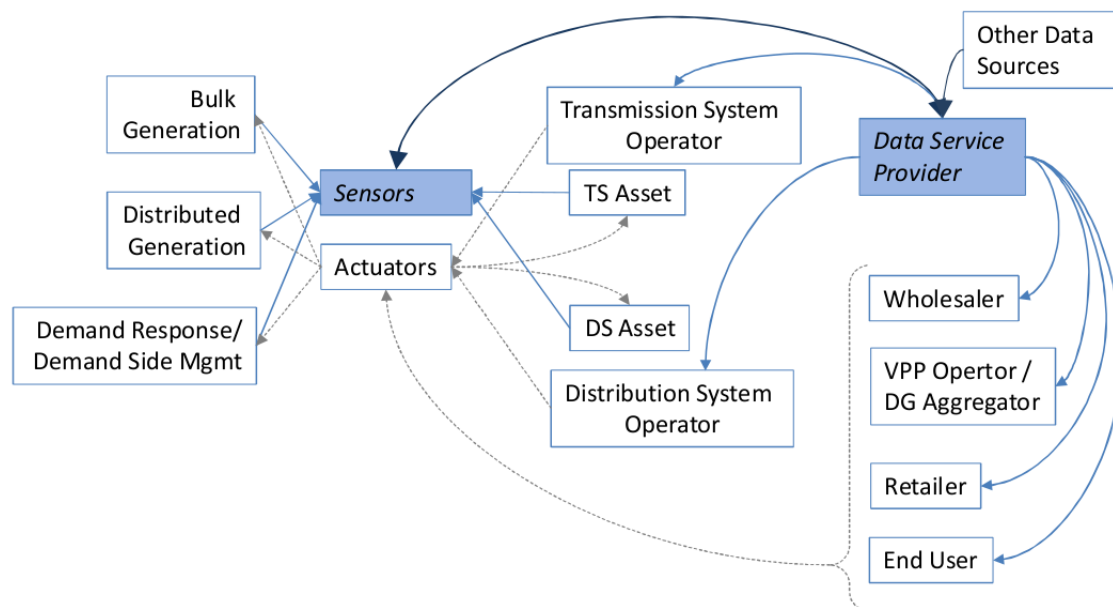 Other Data
Sources
Bulk
Generation
Transmission System
Operator
Data Service
Provider
Sensors
TS Asset
Distributed
Generation
Actuators
Wholesaler
DS Asset
Demand Response/
Demand Side Mgmt
VPP Opertor /
DG Aggregator
Distribution System
Operator
Retailer
End User